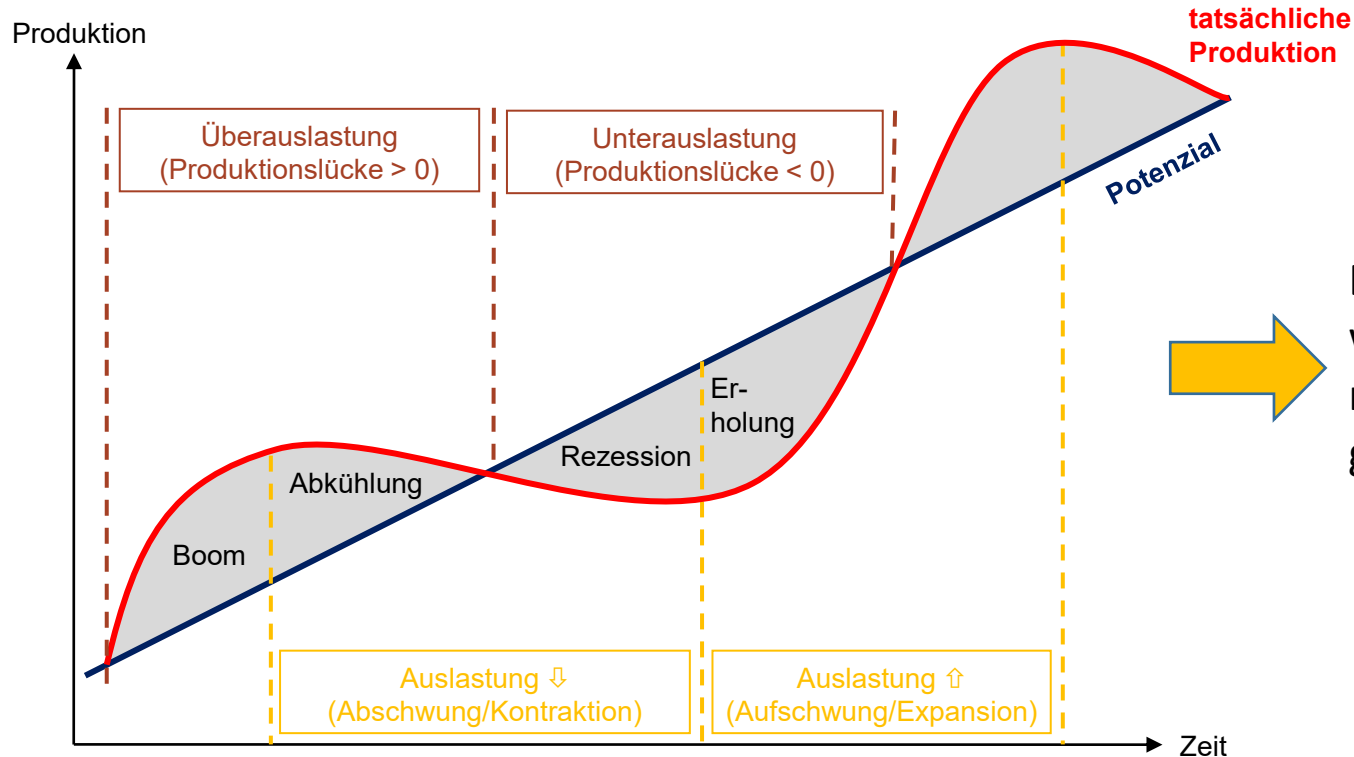 tatsächliche
Produktion
Produktion
Überauslastung
(Produktionslücke > 0)
Unterauslastung
(Produktionslücke < 0)
Potenzial
Er-
holung
Rezession
Abkühlung
Boom
Auslastung ⇩
(Abschwung/Kontraktion)
Auslastung ⇧
(Aufschwung/Expansion)
Zeit